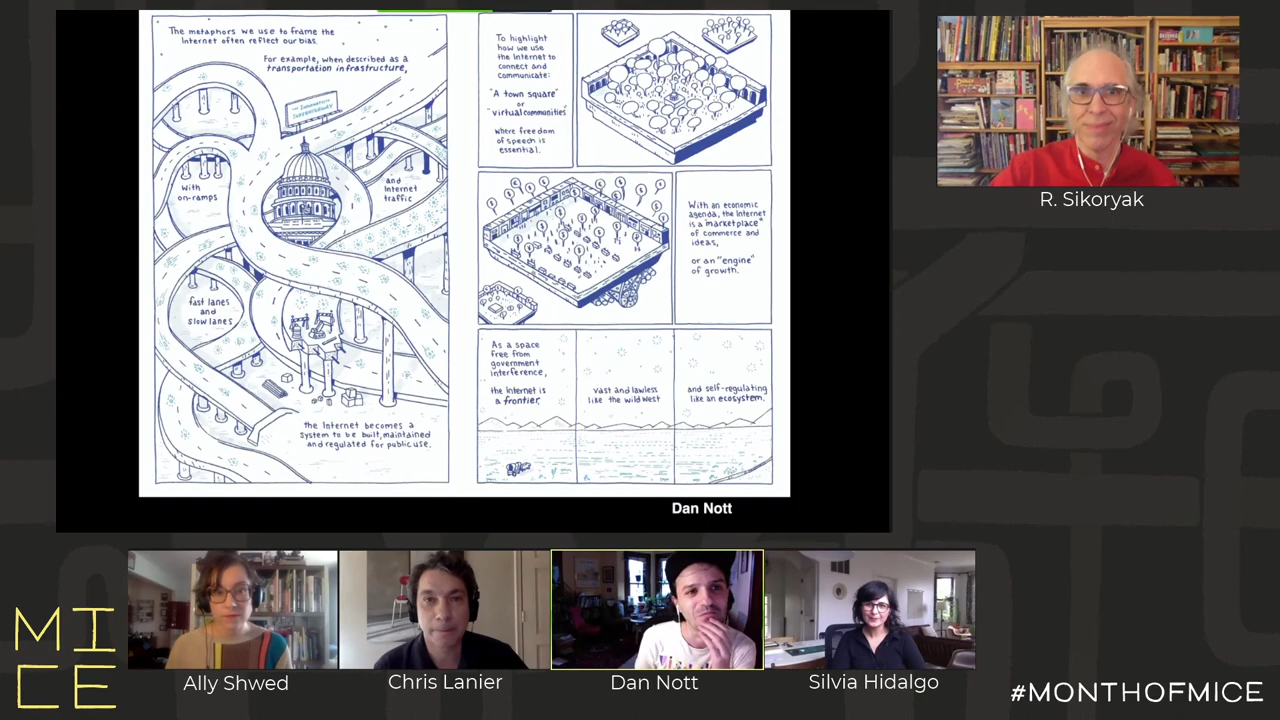 The metaphors we use to frame the
Internet often reflect our bias.
For example, when described as a
transportation infrastructure,
THE INFORMATION
SUPERHIGHWAY
with
on-ramps
and
Internet
traffic
fast lanes
and
slow lanes
the Internet becomes a
system to be built, maintained
and regulated for public use.
To highlight
how we use
the Internet to
connect and
communicate:
"A town square"
or
"virtual communities"
where freedom
of speech is
essential.
With an economic
agenda, the Internet
is a "marketplace"
of commerce and
ideas,
or an "engine"
of growth.
As a space
free from
government
interference,
the Internet is
a frontier,
vast and lawless
like the wild west
and self-regulating
like an ecosystem.
Dan Nott
R. Sikoryak
Ally Shwed
Chris Lanier
Dan Nott
Silvia Hidalgo
MI
CE
#MONTHOFMICE